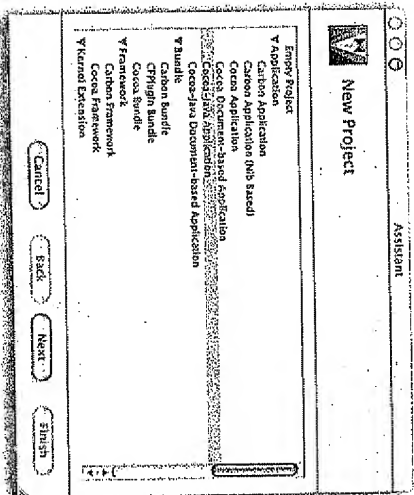 Assistant
New Project
Empty Project
▼ Application
Carbon Application
Carbon Application (Nib Based)
Cocoa Application
Cocoa Document-based Application
Cocoa-Java Application
Cocoa-Java Document-based Application
▼ Bundle
Carbon Bundle
CFPlugin Bundle
Cocoa Bundle
▼ Framework
Carbon Framework
Cocoa Framework
▼ Kernel Extension
Cancel
Back
Next
Finish